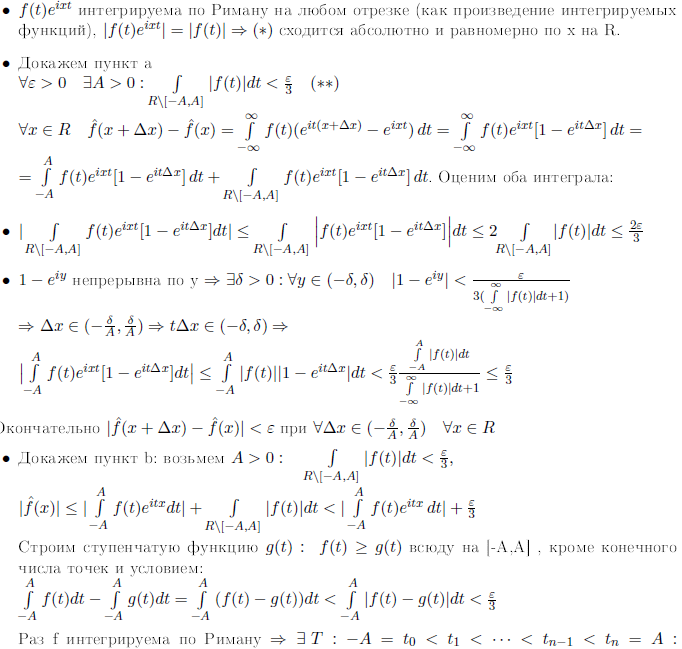 • f(t)e^{ixt} интегрируема по Риману на любом отрезке (как произведение интегрируемых
функций), |f(t)e^{ixt}| = |f(t)| ⇒ (∗) сходится абсолютно и равномерно по x на R.
• Докажем пункт a
∀ε > 0 ∃A > 0 : ∫_{R\[−A,A]} |f(t)|dt < ε/3 (∗∗)
∀x ∈ R f̂(x + Δx) − f̂(x) = ∫_{−∞}^{∞} f(t)(e^{it(x+Δx)} − e^{ixt}) dt = ∫_{−∞}^{∞} f(t)e^{ixt}[1 − e^{itΔx}] dt =
= ∫_{−A}^{A} f(t)e^{ixt}[1 − e^{itΔx}] dt + ∫_{R\[−A,A]} f(t)e^{ixt}[1 − e^{itΔx}] dt. Оценим оба интеграла:
• | ∫_{R\[−A,A]} f(t)e^{ixt}[1 − e^{itΔx}]dt| ≤ ∫_{R\[−A,A]} |f(t)e^{ixt}[1 − e^{itΔx}]|dt ≤ 2 ∫_{R\[−A,A]} |f(t)|dt ≤ 2ε/3
• 1 − e^{iy} непрерывна по y ⇒ ∃δ > 0 : ∀y ∈ (−δ, δ) |1 − e^{iy}| < ε/(3(∫_{−∞}^{∞} |f(t)|dt+1))
⇒ Δx ∈ (−δ/A, δ/A) ⇒ tΔx ∈ (−δ, δ) ⇒
|∫_{−A}^{A} f(t)e^{ixt}[1 − e^{itΔx}]dt| ≤ ∫_{−A}^{A} |f(t)||1 − e^{itΔx}|dt < ε/3 (∫_{−A}^{A} |f(t)|dt)/(∫_{−∞}^{∞} |f(t)|dt+1) ≤ ε/3
Окончательно |f̂(x + Δx) − f̂(x)| < ε при ∀Δx ∈ (−δ/A, δ/A) ∀x ∈ R
• Докажем пункт b: возьмем A > 0 : ∫_{R\[−A,A]} |f(t)|dt < ε/3,
|f̂(x)| ≤ | ∫_{−A}^{A} f(t)e^{itx}dt| + ∫_{R\[−A,A]} |f(t)|dt < | ∫_{−A}^{A} f(t)e^{itx} dt| + ε/3
Строим ступенчатую функцию g(t) : f(t) ≥ g(t) всюду на |-A,A| , кроме конечного
числа точек и условием:
∫_{−A}^{A} f(t)dt − ∫_{−A}^{A} g(t)dt = ∫_{−A}^{A} (f(t) − g(t))dt < ∫_{−A}^{A} |f(t) − g(t)|dt < ε/3
Раз f интегрируема по Риману ⇒ ∃ T : −A = t_0 < t_1 < ⋯ < t_{n−1} < t_n = A :